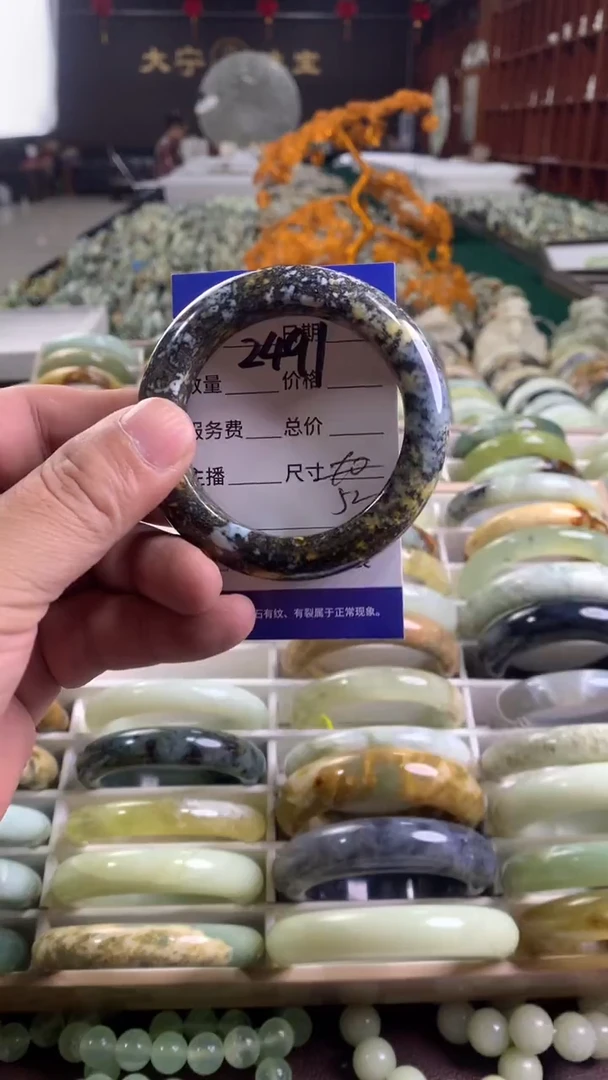 大宁
宝
日期
2491
数量 价格
服务费 总价
主播 尺寸 60
52
石有纹、有裂属于正常现象。